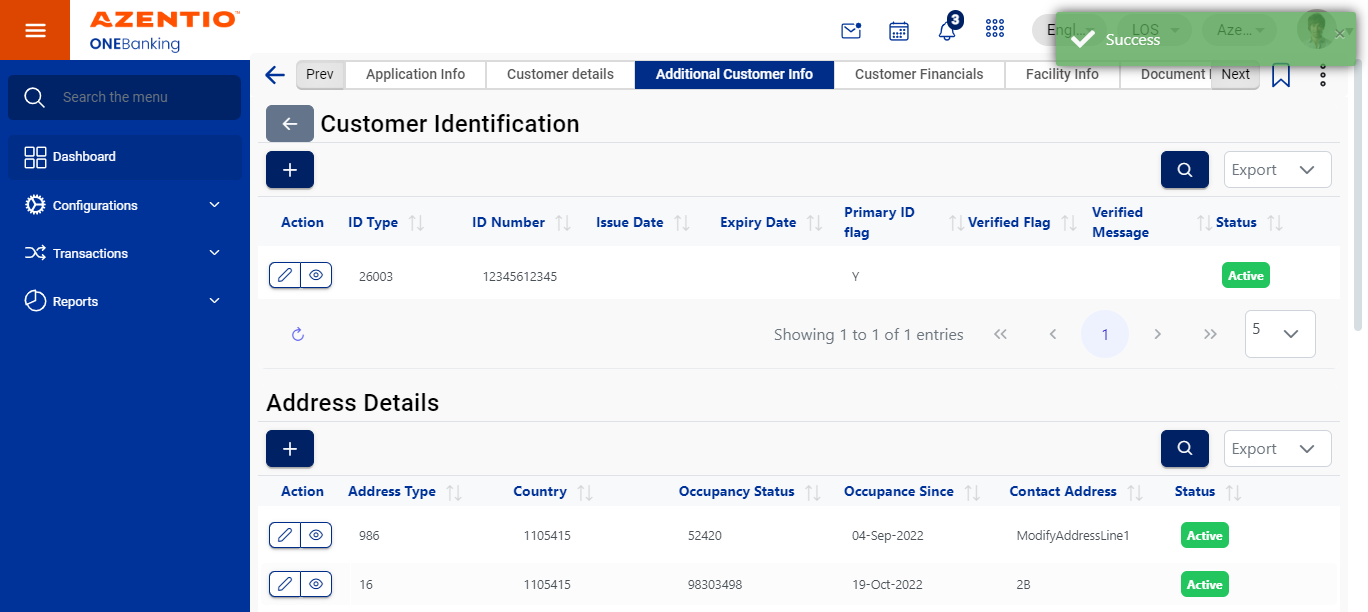 AZENTIO™
ONEBanking
3
Engl...
LOS
Aze...
Success
Search the menu
Dashboard
Configurations
Transactions
Reports
Prev
Application Info
Customer details
Additional Customer Info
Customer Financials
Facility Info
Document
Next
Customer Identification
Export
Action ID Type ID Number Issue Date Expiry Date Primary ID flag Verified Flag Verified Message Status
26003 12345612345 Y Active
Showing 1 to 1 of 1 entries
1
5
Address Details
Export
Action Address Type Country Occupancy Status Occupance Since Contact Address Status
986 1105415 52420 04-Sep-2022 ModifyAddressLine1 Active
16 1105415 98303498 19-Oct-2022 2B Active